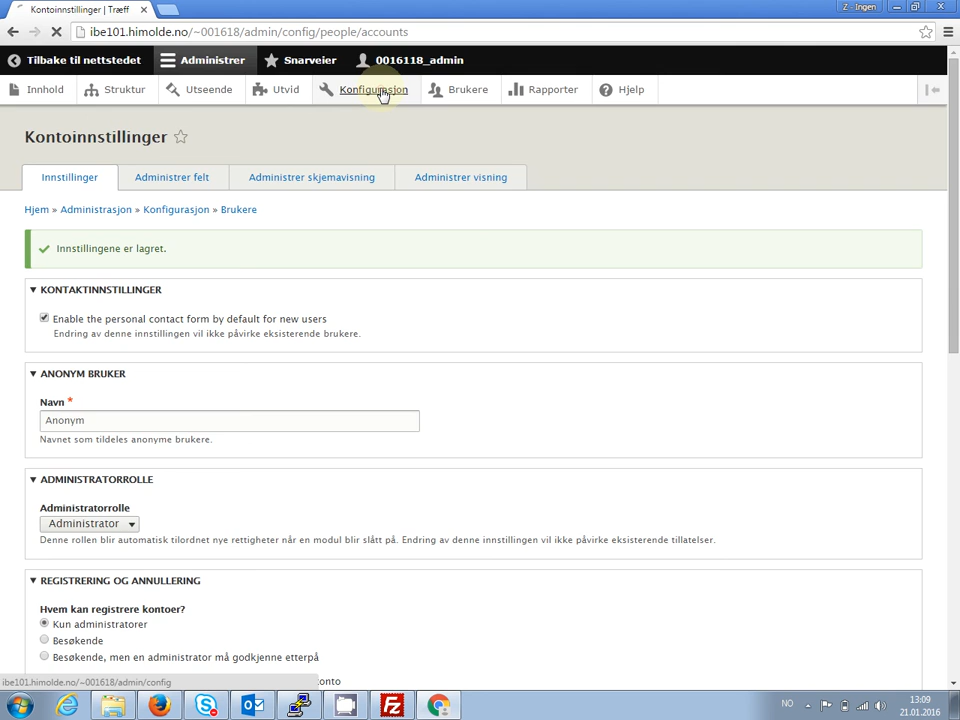 Kontoinnstillinger | Træff
Z - Ingen
ibe101.himolde.no/~001618/admin/config/people/accounts
Tilbake til nettstedet Administrer Snarveier 0016118_admin
Innhold Struktur Utseende Utvid Konfigurasjon Brukere Rapporter Hjelp
Kontoinnstillinger
Innstillinger Administrer felt Administrer skjemavisning Administrer visning
Hjem » Administrasjon » Konfigurasjon » Brukere
Innstillingene er lagret.
KONTAKTINNSTILLINGER
Enable the personal contact form by default for new users
Endring av denne innstillingen vil ikke påvirke eksisterende brukere.
ANONYM BRUKER
Navn *
Anonym
Navnet som tildeles anonyme brukere.
ADMINISTRATORROLLE
Administratorrolle
Administrator
Denne rollen blir automatisk tilordnet nye rettigheter når en modul blir slått på. Endring av denne innstillingen vil ikke påvirke eksisterende tillatelser.
REGISTRERING OG ANNULLERING
Hvem kan registrere kontoer?
Kun administratorer
Besøkende
Besøkende, men en administrator må godkjenne etterpå
ibe101.himolde.no/~001618/admin/config
onto
NO
13:09
21.01.2016